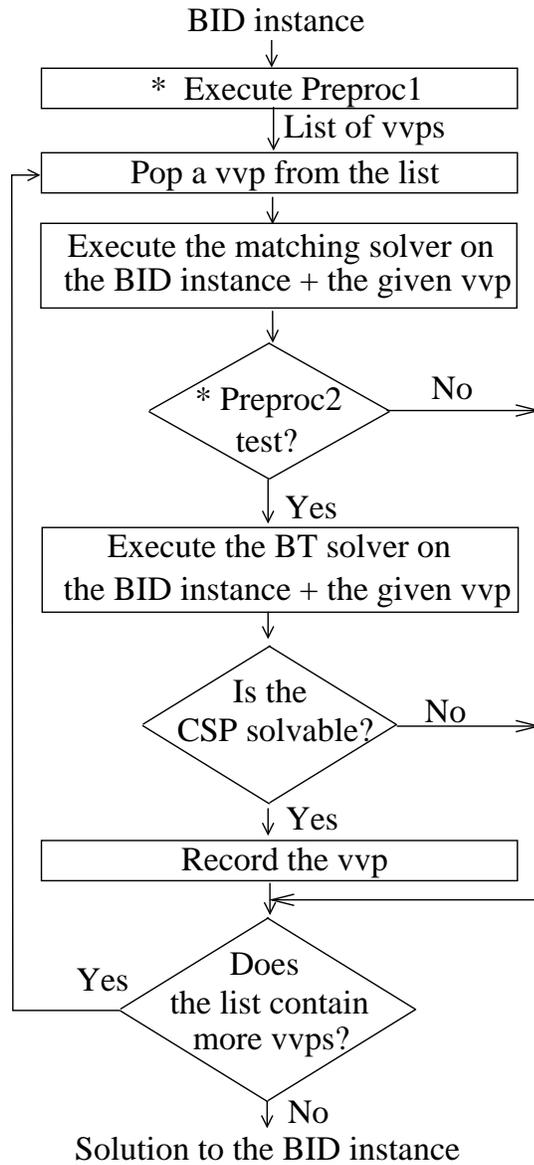 BID instance
* Execute Preproc1
List of vvps
Pop a vvp from the list
Execute the matching solver on
the BID instance + the given vvp
* Preproc2
test?
No
Yes
Execute the BT solver on
the BID instance + the given vvp
Is the
CSP solvable?
No
Yes
Record the vvp
Yes
Does
the list contain
more vvps?
No
Solution to the BID instance